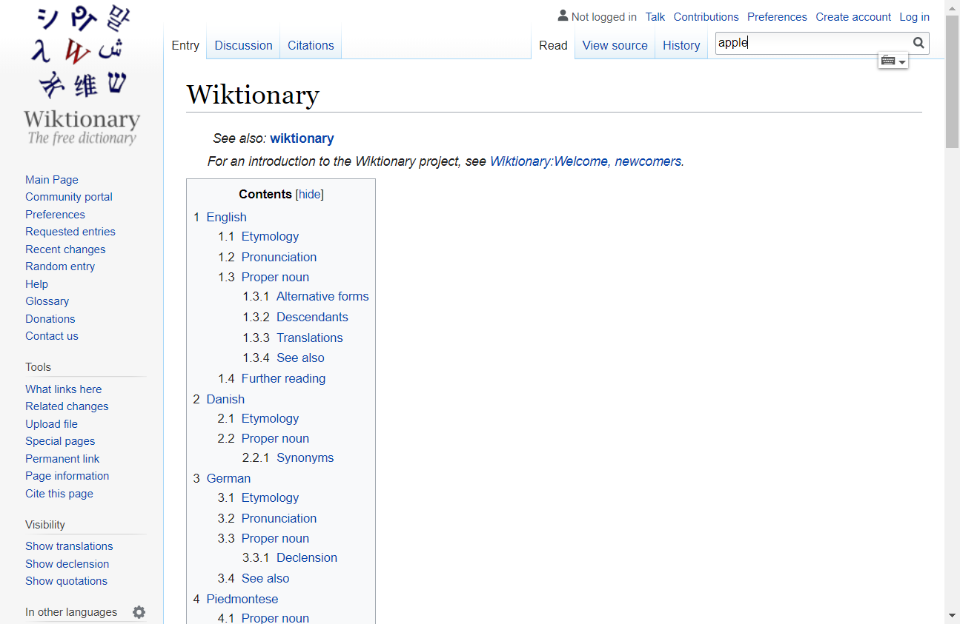 Wiktionary
The free dictionary
Not logged in Talk Contributions Preferences Create account Log in
Entry Discussion Citations Read View source History apple
Wiktionary
See also: wiktionary
For an introduction to the Wiktionary project, see Wiktionary:Welcome, newcomers.
Contents [hide]
1 English
1.1 Etymology
1.2 Pronunciation
1.3 Proper noun
1.3.1 Alternative forms
1.3.2 Descendants
1.3.3 Translations
1.3.4 See also
1.4 Further reading
2 Danish
2.1 Etymology
2.2 Proper noun
2.2.1 Synonyms
3 German
3.1 Etymology
3.2 Pronunciation
3.3 Proper noun
3.3.1 Declension
3.4 See also
4 Piedmontese
4.1 Proper noun
Main Page
Community portal
Preferences
Requested entries
Recent changes
Random entry
Help
Glossary
Donations
Contact us
Tools
What links here
Related changes
Upload file
Special pages
Permanent link
Page information
Cite this page
Visibility
Show translations
Show declension
Show quotations
In other languages